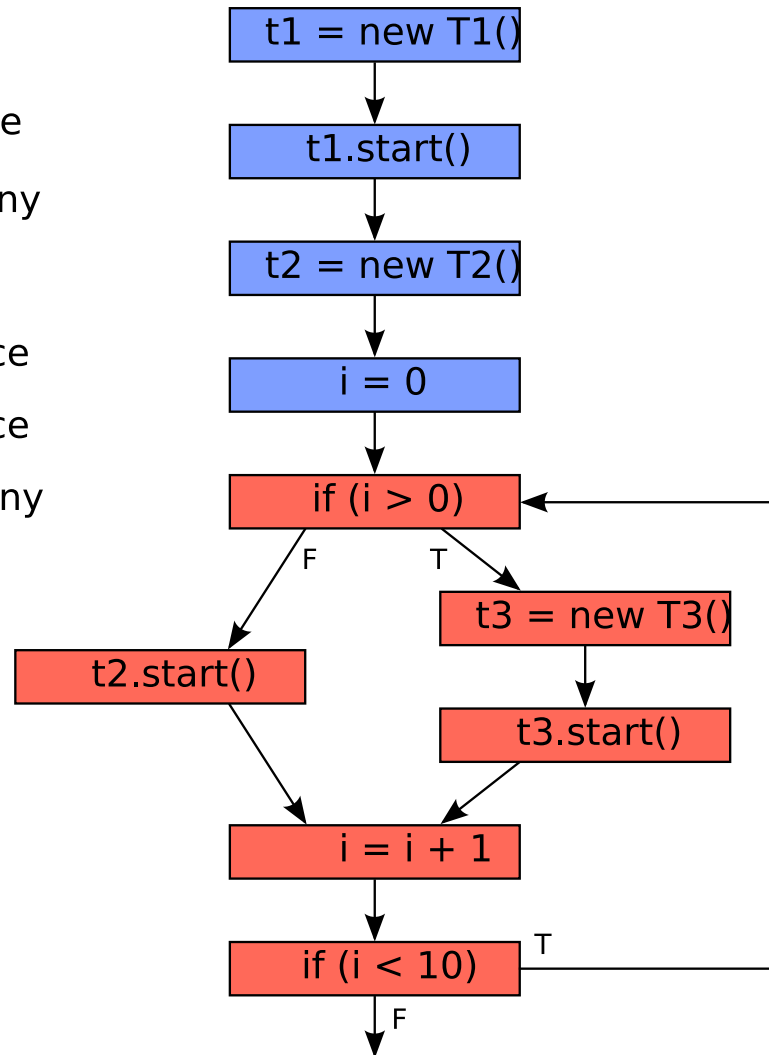 t1 = new T1()
t1.start()
t2 = new T2()
i = 0
if (i > 0)
F
T
t3 = new T3()
t2.start()
t3.start()
i = i + 1
if (i < 10)
T
F